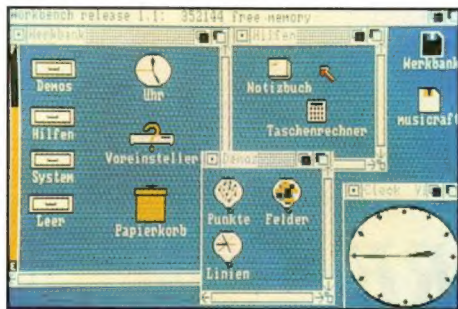 Workbench release 1.1: 352144 free memory
Werkbank
Demos
Uhr
Hilfen
Voreinsteller
System
Leer
Papierkorb
Hilfen
Notizbuch
Taschenrechner
Werkbank
musicraft
Demos
Punkte
Felder
Linien
Clock